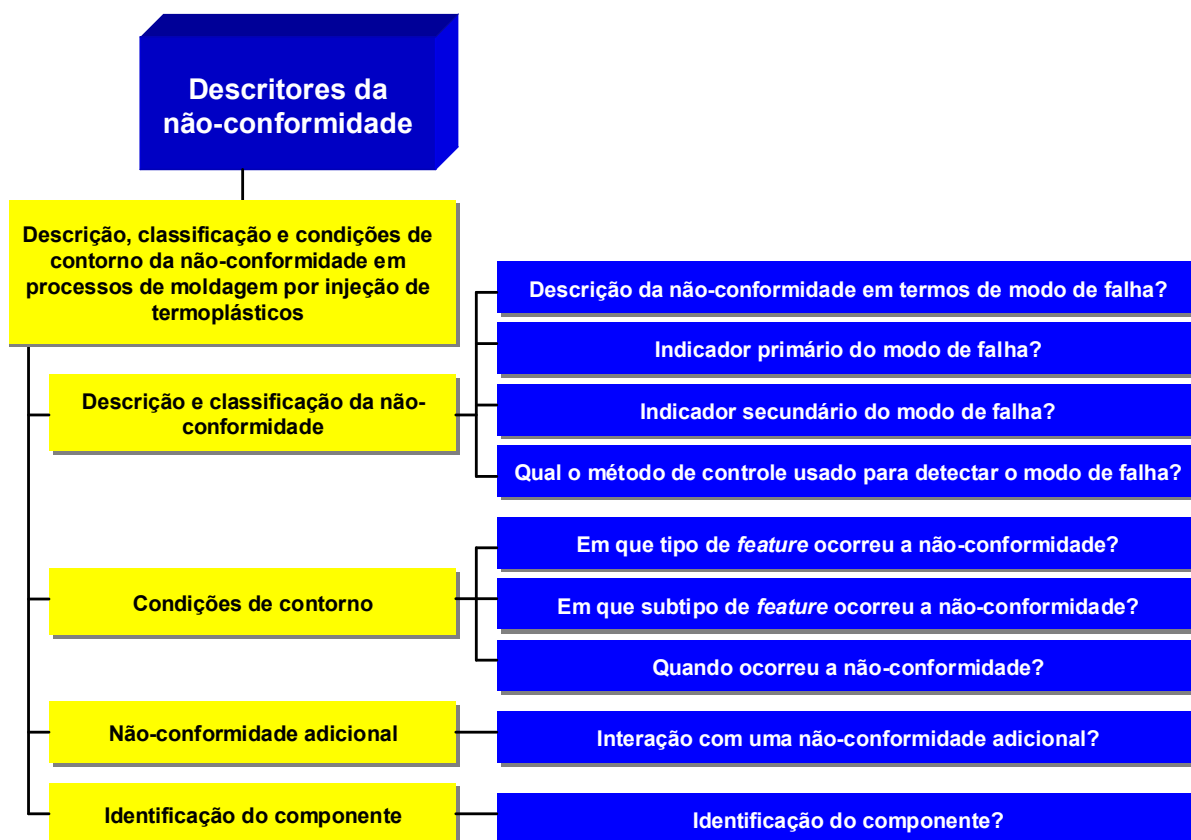 Descritores da
não-conformidade
Descrição, classificação e condições de
contorno da não-conformidade em
processos de moldagem por injeção de
termoplásticos
Descrição e classificação da não-
conformidade
Descrição da não-conformidade em termos de modo de falha?
Indicador primário do modo de falha?
Indicador secundário do modo de falha?
Qual o método de controle usado para detectar o modo de falha?
Condições de contorno
Em que tipo de feature ocorreu a não-conformidade?
Em que subtipo de feature ocorreu a não-conformidade?
Quando ocorreu a não-conformidade?
Não-conformidade adicional
Interação com uma não-conformidade adicional?
Identificação do componente
Identificação do componente?